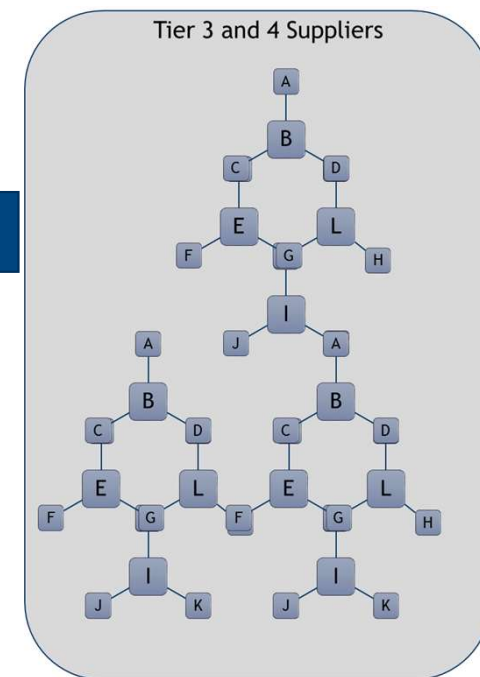 Tier 3 and 4 Suppliers
A
B
C D
E L
F G H
I
J A
A
B
C D
E L
F G
I
J K
B
C D
E L
F G H
I
J K